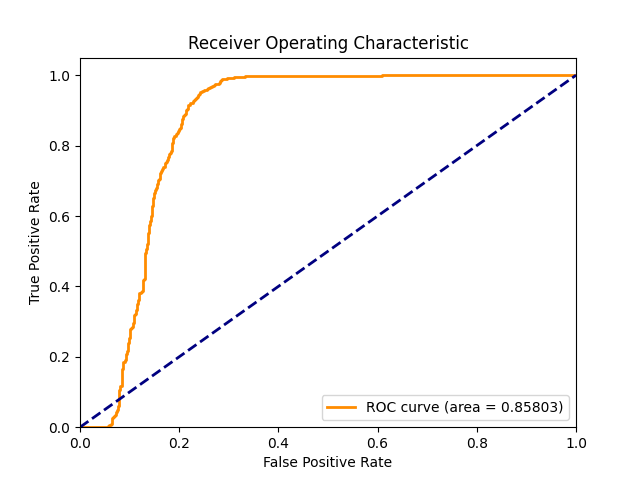 Receiver Operating Characteristic
True Positive Rate
1.0
0.8
0.6
0.4
0.2
0.0
ROC curve (area = 0.85803)
0.0 0.2 0.4 0.6 0.8 1.0
False Positive Rate